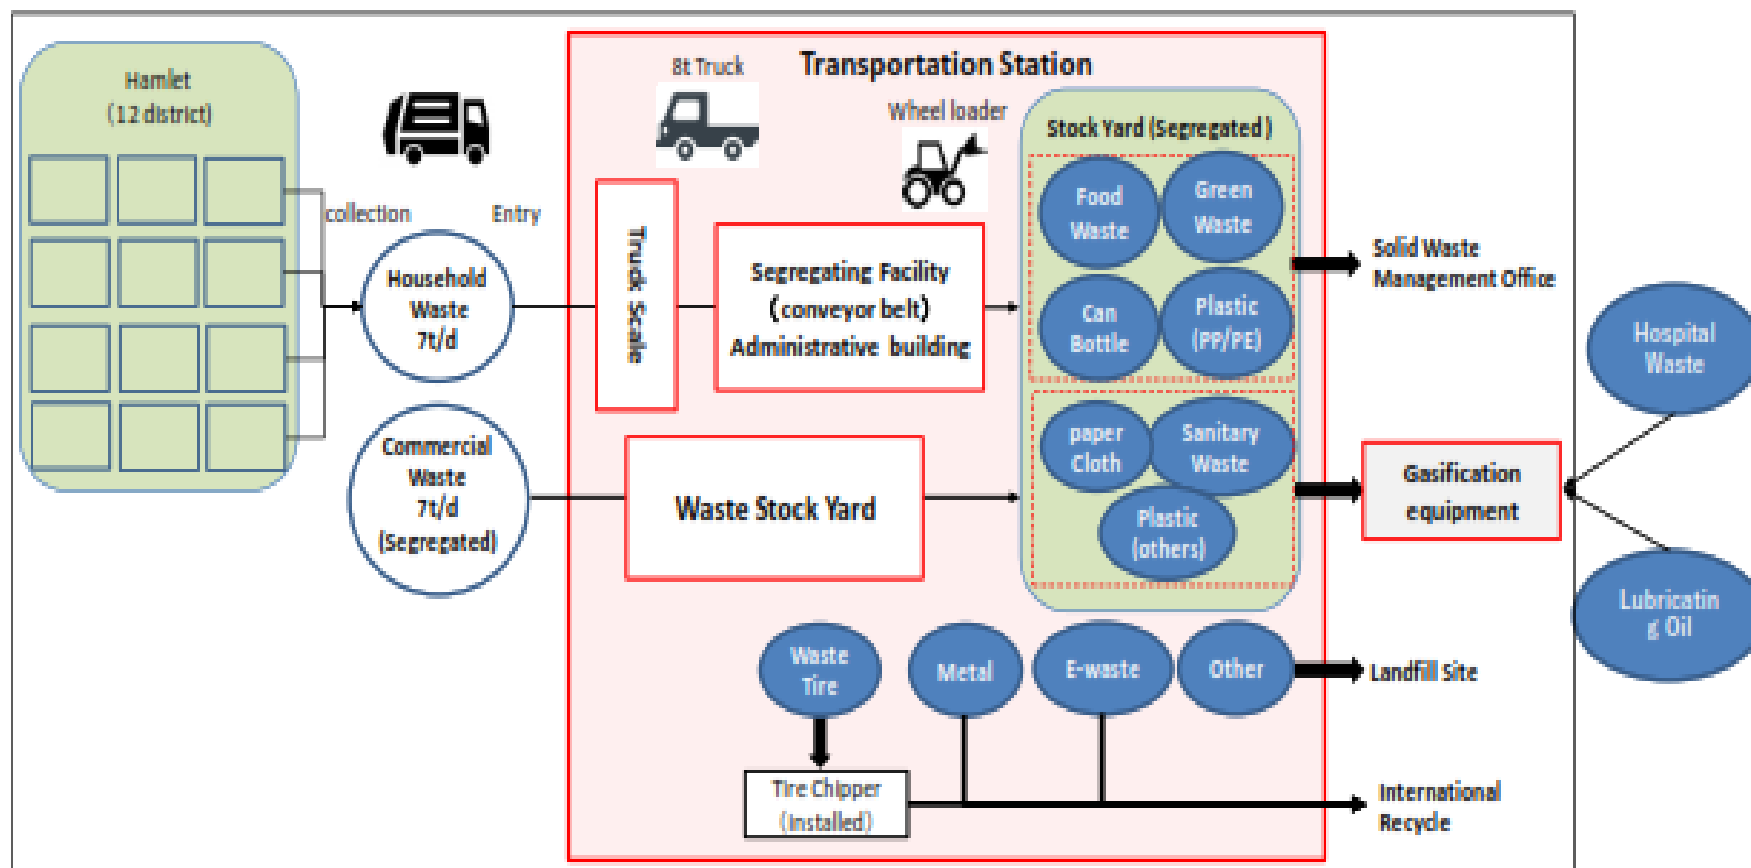 Hamlet
(12 district)
collection
Entry
Household
Waste
7t/d
Commercial
Waste
7t/d
(Segregated)
Transportation Station
8t Truck
Wheel loader
Truck Scale
Segregating Facility
(conveyor belt)
Administrative building
Waste Stock Yard
Stock Yard (Segregated )
Food
Waste
Green
Waste
Can
Bottle
Plastic
(PP/PE)
paper
Cloth
Sanitary
Waste
Plastic
(others)
Solid Waste
Management Office
Hospital
Waste
Gasification
equipment
Lubricatin
g Oil
Waste
Tire
Metal
E-waste
Other
Landfill Site
Tire Chipper
(Installed)
International
Recycle